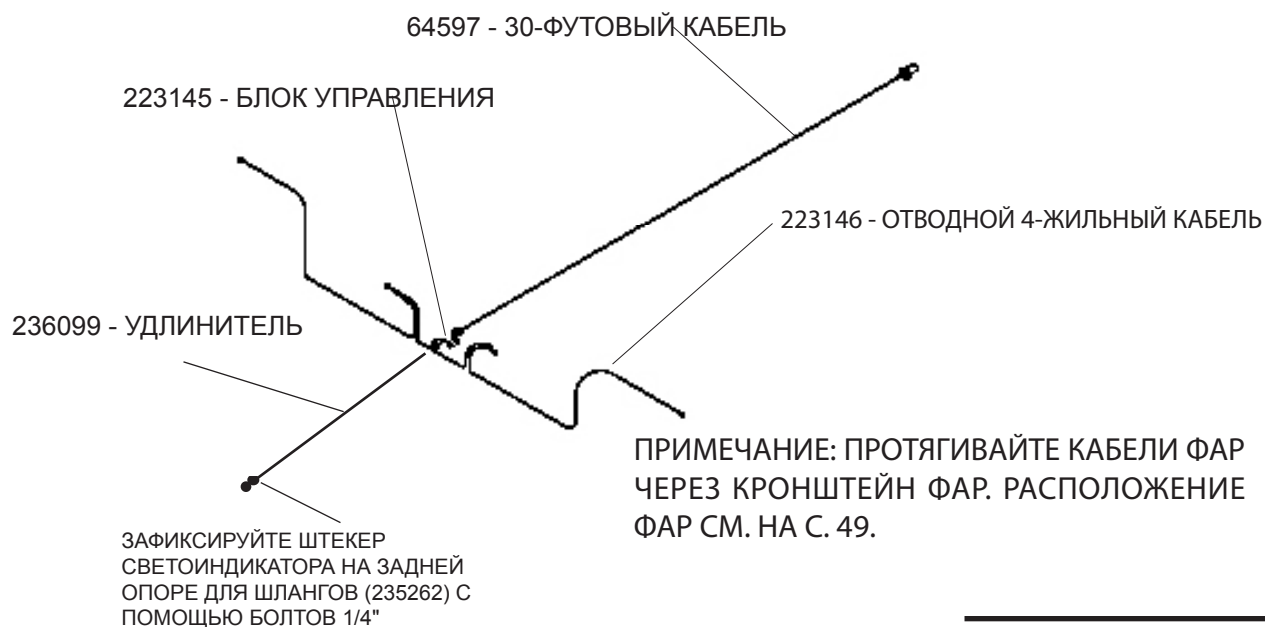 64597 - 30-ФУТОВЫЙ КАБЕЛЬ
223145 - БЛОК УПРАВЛЕНИЯ
223146 - ОТВОДНОЙ 4-ЖИЛЬНЫЙ КАБЕЛЬ
236099 - УДЛИНИТЕЛЬ
ПРИМЕЧАНИЕ: ПРОТЯГИВАЙТЕ КАБЕЛИ ФАР
ЧЕРЕЗ КРОНШТЕЙН ФАР. РАСПОЛОЖЕНИЕ
ФАР СМ. НА С. 49.
ЗАФИКСИРУЙТЕ ШТЕКЕР
СВЕТОИНДИКАТОРА НА ЗАДНЕЙ
ОПОРЕ ДЛЯ ШЛАНГОВ (235262) С
ПОМОЩЬЮ БОЛТОВ 1/4"